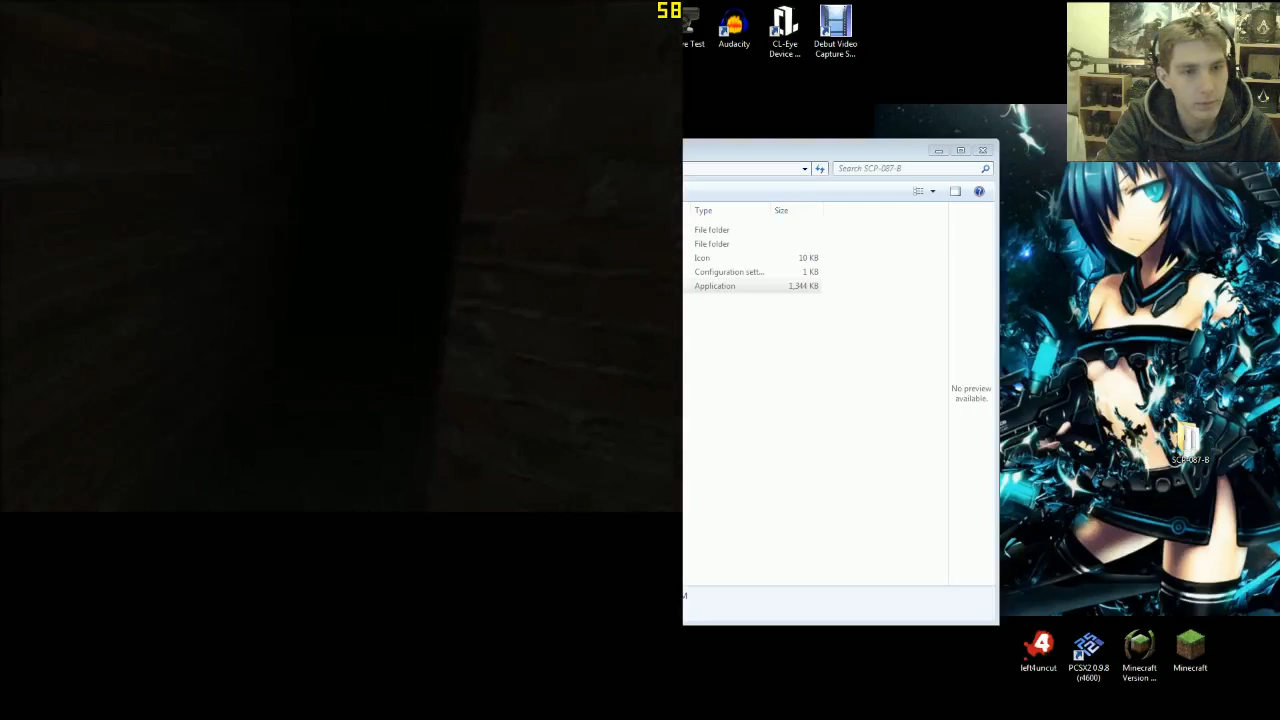 58
ve Test
Audacity
CL-Eye
Device ...
Debut Video
Capture S...
Search SCP-087-B
Type
Size
File folder
File folder
Icon
10 KB
Configuration sett...
1 KB
Application
1,344 KB
No preview
available.
SCP-087-B
M
left4uncut
PCSX2 0.9.8
(r4600)
Minecraft
Version ...
Minecraft